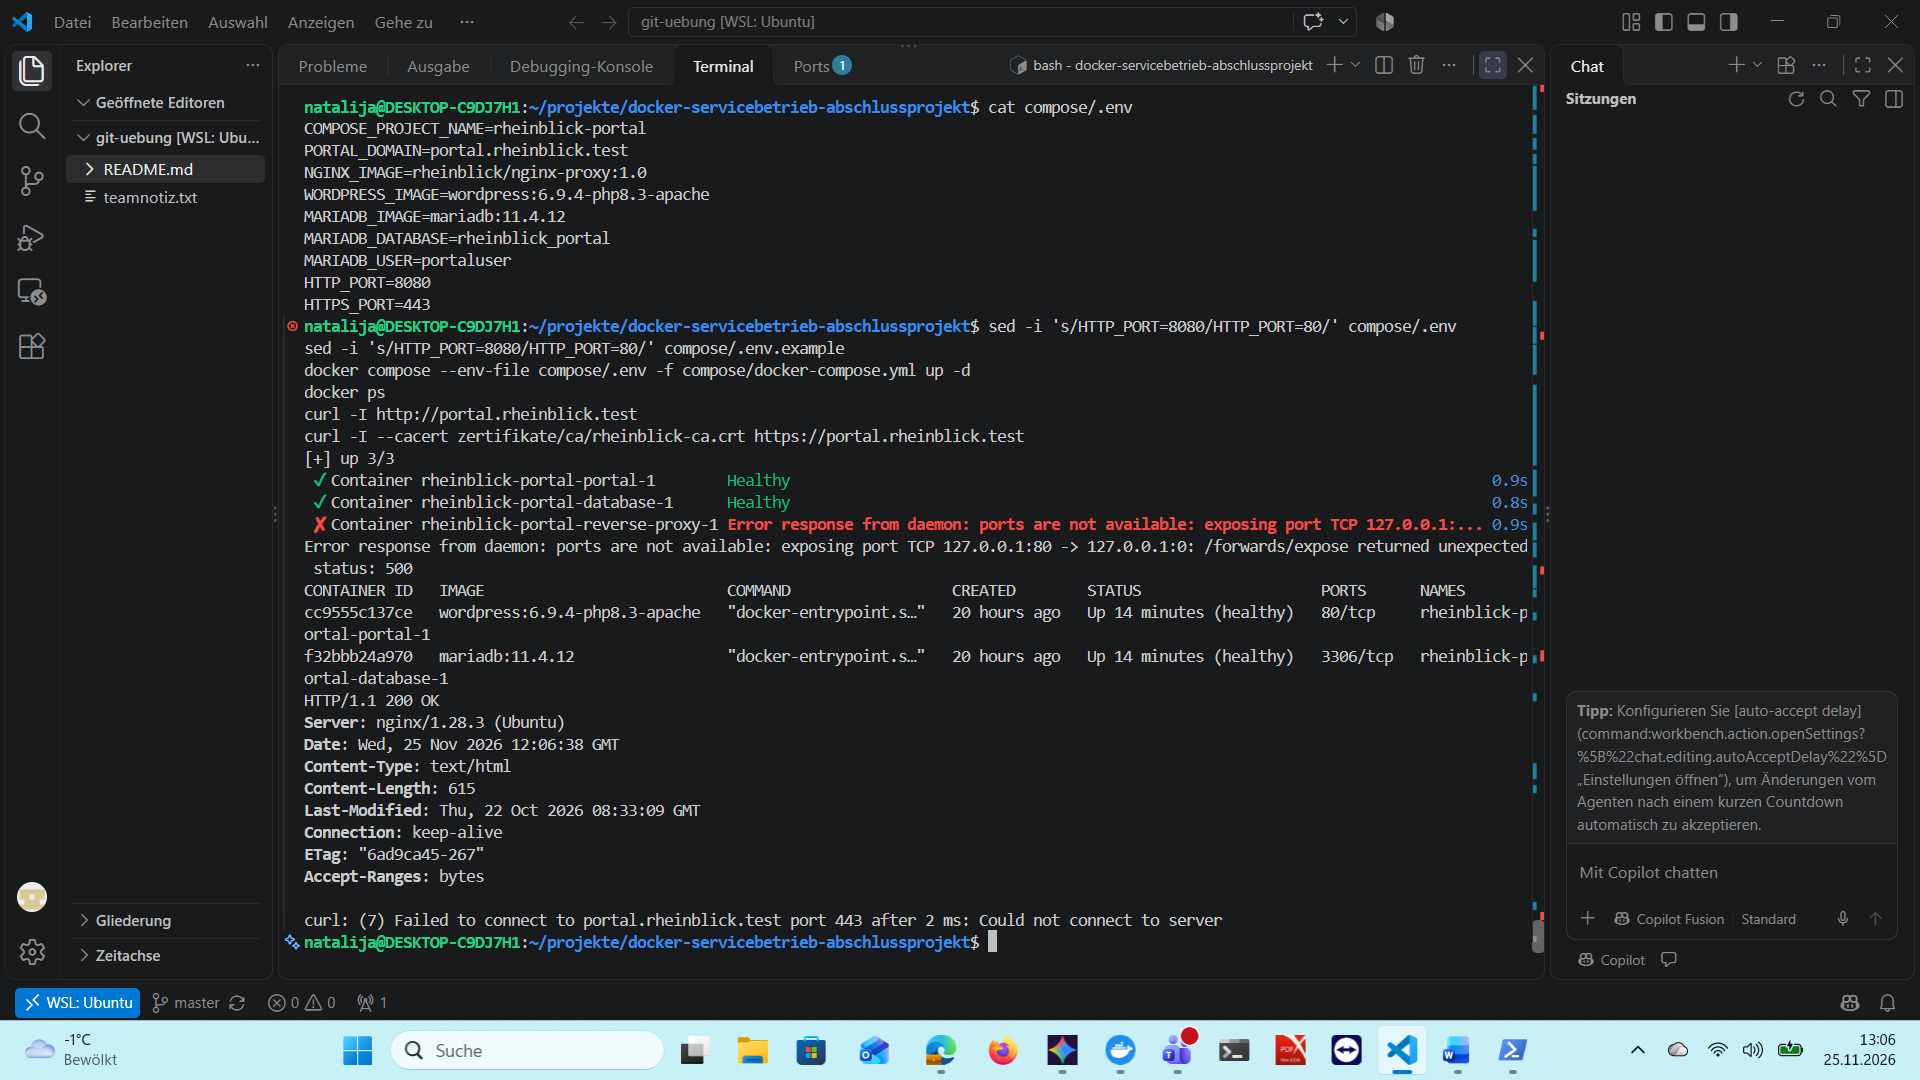 Datei Bearbeiten Auswahl Anzeigen Gehe zu ···
git-uebung [WSL: Ubuntu]
Explorer ···
Geöffnete Editoren
git-uebung [WSL: Ubu...
README.md
teamnotiz.txt
Gliederung
Zeitachse
Probleme Ausgabe Debugging-Konsole Terminal Ports 1
bash - docker-servicebetrieb-abschlussprojekt
natalija@DESKTOP-C9DJ7H1:~/projekte/docker-servicebetrieb-abschlussprojekt$ cat compose/.env
COMPOSE_PROJECT_NAME=rheinblick-portal
PORTAL_DOMAIN=portal.rheinblick.test
NGINX_IMAGE=rheinblick/nginx-proxy:1.0
WORDPRESS_IMAGE=wordpress:6.9.4-php8.3-apache
MARIADB_IMAGE=mariadb:11.4.12
MARIADB_DATABASE=rheinblick_portal
MARIADB_USER=portaluser
HTTP_PORT=8080
HTTPS_PORT=443
natalija@DESKTOP-C9DJ7H1:~/projekte/docker-servicebetrieb-abschlussprojekt$ sed -i 's/HTTP_PORT=8080/HTTP_PORT=80/' compose/.env
sed -i 's/HTTP_PORT=8080/HTTP_PORT=80/' compose/.env.example
docker compose --env-file compose/.env -f compose/docker-compose.yml up -d
docker ps
curl -I http://portal.rheinblick.test
curl -I --cacert zertifikate/ca/rheinblick-ca.crt https://portal.rheinblick.test
[+] up 3/3
✓ Container rheinblick-portal-portal-1 Healthy 0.9s
✓ Container rheinblick-portal-database-1 Healthy 0.8s
✗ Container rheinblick-portal-reverse-proxy-1 Error response from daemon: ports are not available: exposing port TCP 127.0.0.1:... 0.9s
Error response from daemon: ports are not available: exposing port TCP 127.0.0.1:80 -> 127.0.0.1:0: /forwards/expose returned unexpected
status: 500
CONTAINER ID IMAGE COMMAND CREATED STATUS PORTS NAMES
cc9555c137ce wordpress:6.9.4-php8.3-apache "docker-entrypoint.s…" 20 hours ago Up 14 minutes (healthy) 80/tcp rheinblick-p
ortal-portal-1
f32bbb24a970 mariadb:11.4.12 "docker-entrypoint.s…" 20 hours ago Up 14 minutes (healthy) 3306/tcp rheinblick-p
ortal-database-1
HTTP/1.1 200 OK
Server: nginx/1.28.3 (Ubuntu)
Date: Wed, 25 Nov 2026 12:06:38 GMT
Content-Type: text/html
Content-Length: 615
Last-Modified: Thu, 22 Oct 2026 08:33:09 GMT
Connection: keep-alive
ETag: "6ad9ca45-267"
Accept-Ranges: bytes
curl: (7) Failed to connect to portal.rheinblick.test port 443 after 2 ms: Could not connect to server
natalija@DESKTOP-C9DJ7H1:~/projekte/docker-servicebetrieb-abschlussprojekt$
Chat
Sitzungen
Tipp: Konfigurieren Sie [auto-accept delay]
(command:workbench.action.openSettings?
%5B%22chat.editing.autoAcceptDelay%22%5D
„Einstellungen öffnen“), um Änderungen vom
Agenten nach einem kurzen Countdown
automatisch zu akzeptieren.
Mit Copilot chatten
Copilot Fusion Standard
Copilot
WSL: Ubuntu master 0 0 1
-1°C
Bewölkt
Suche
13:06
25.11.2026